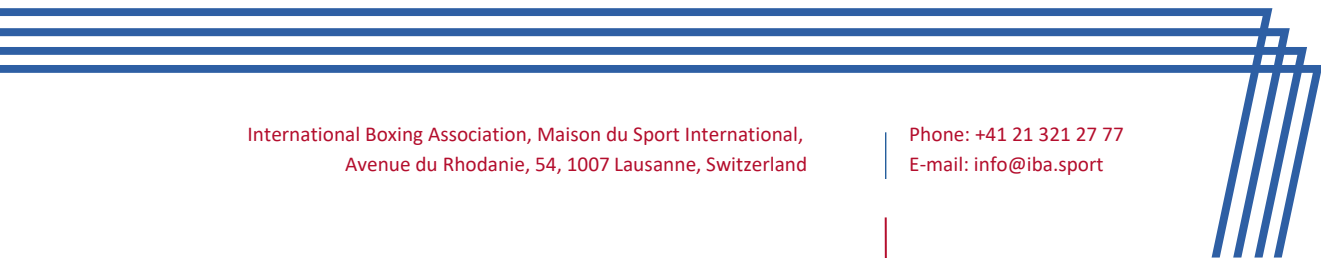 International Boxing Association, Maison du Sport International,
Avenue du Rhodanie, 54, 1007 Lausanne, Switzerland
Phone: +41 21 321 27 77
E-mail: info@iba.sport